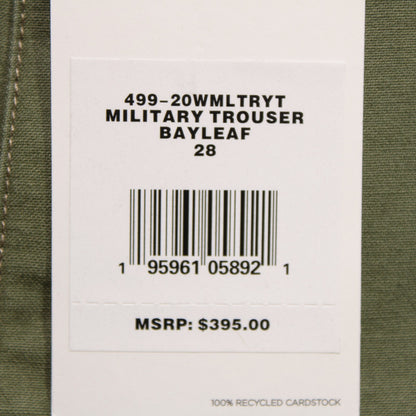 499-20WMLTRYT
MILITARY TROUSER
BAYLEAF
28
1 95961 05892 1
MSRP: $395.00
100% RECYCLED CARDSTOCK